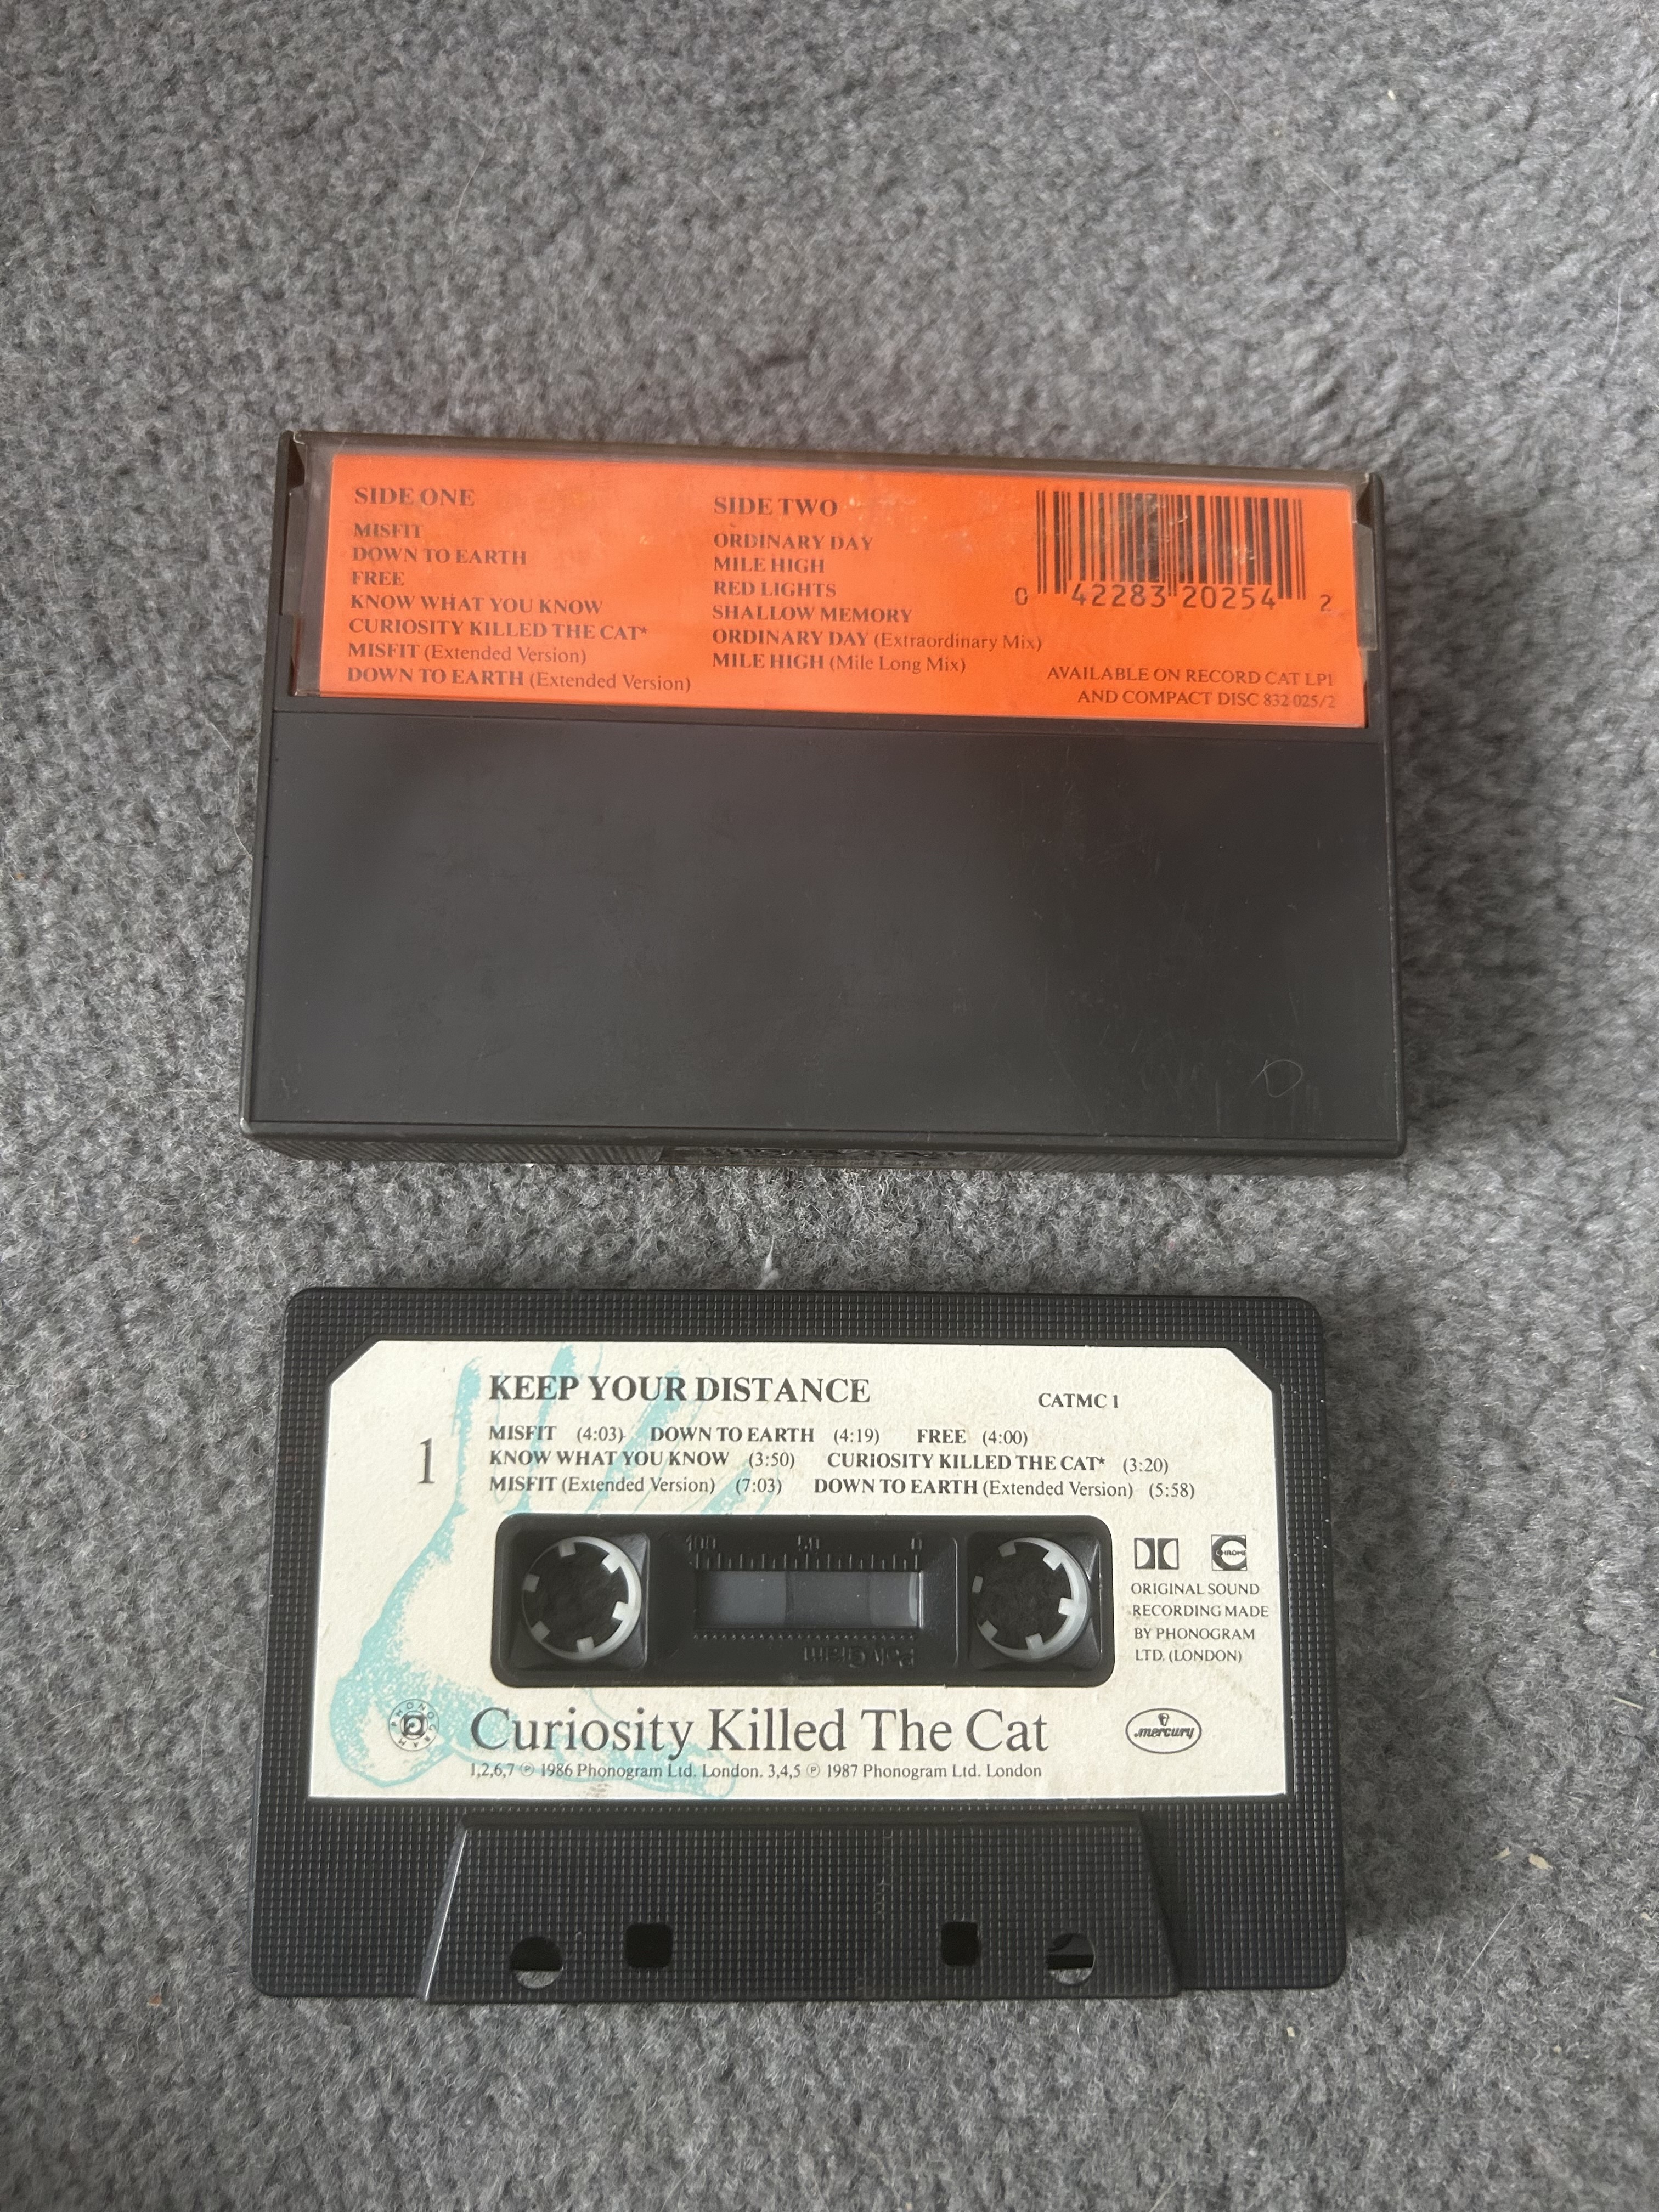 SIDE ONE
MISFIT
DOWN TO EARTH
FREE
KNOW WHAT YOU KNOW
CURIOSITY KILLED THE CAT*
MISFIT (Extended Version)
DOWN TO EARTH (Extended Version)
SIDE TWO
ORDINARY DAY
MILE HIGH
RED LIGHTS
SHALLOW MEMORY
ORDINARY DAY (Extraordinary Mix)
MILE HIGH (Mile Long Mix)
0 42283 20254 2
AVAILABLE ON RECORD CAT LP1
AND COMPACT DISC 832 025/2
KEEP YOUR DISTANCE
CATMC 1
1
MISFIT (4:03) DOWN TO EARTH (4:19) FREE (4:00)
KNOW WHAT YOU KNOW (3:50) CURIOSITY KILLED THE CAT* (3:20)
MISFIT (Extended Version) (7:03) DOWN TO EARTH (Extended Version) (5:58)
100 50 0
PolyGram
CHROME
ORIGINAL SOUND
RECORDING MADE
BY PHONOGRAM
LTD. (LONDON)
PHONOGRAM
Curiosity Killed The Cat
mercury
1,2,6,7 ℗ 1986 Phonogram Ltd. London. 3,4,5 ℗ 1987 Phonogram Ltd. London